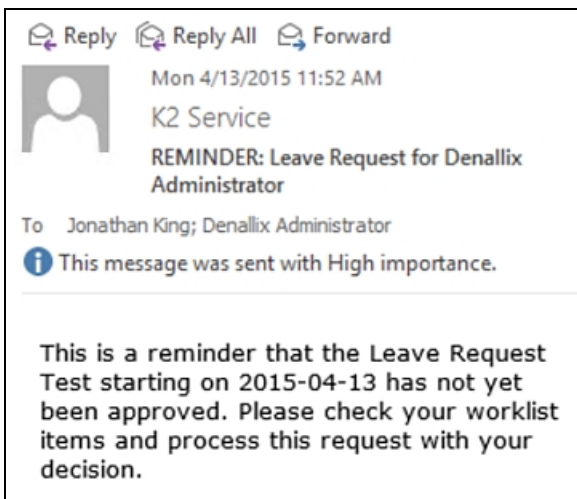 Reply Reply All Forward
Mon 4/13/2015 11:52 AM
K2 Service
REMINDER: Leave Request for Denallix
Administrator
To Jonathan King; Denallix Administrator
This message was sent with High importance.
This is a reminder that the Leave Request
Test starting on 2015-04-13 has not yet
been approved. Please check your worklist
items and process this request with your
decision.